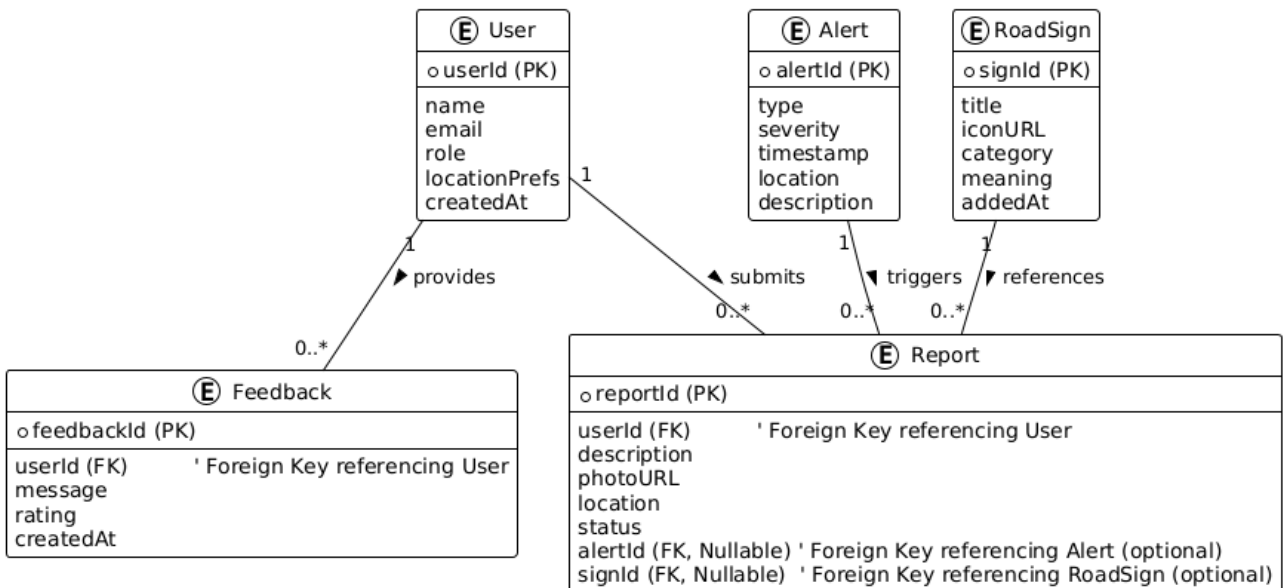 E User
userId (PK)
name
email
role
locationPrefs
createdAt
E Alert
alertId (PK)
type
severity
timestamp
location
description
E RoadSign
signId (PK)
title
iconURL
category
meaning
addedAt
1
provides
0..*
1
submits
0..*
1
triggers
0..*
1
references
0..*
E Feedback
feedbackId (PK)
userId (FK) ' Foreign Key referencing User
message
rating
createdAt
E Report
reportId (PK)
userId (FK) ' Foreign Key referencing User
description
photoURL
location
status
alertId (FK, Nullable) ' Foreign Key referencing Alert (optional)
signId (FK, Nullable) ' Foreign Key referencing RoadSign (optional)